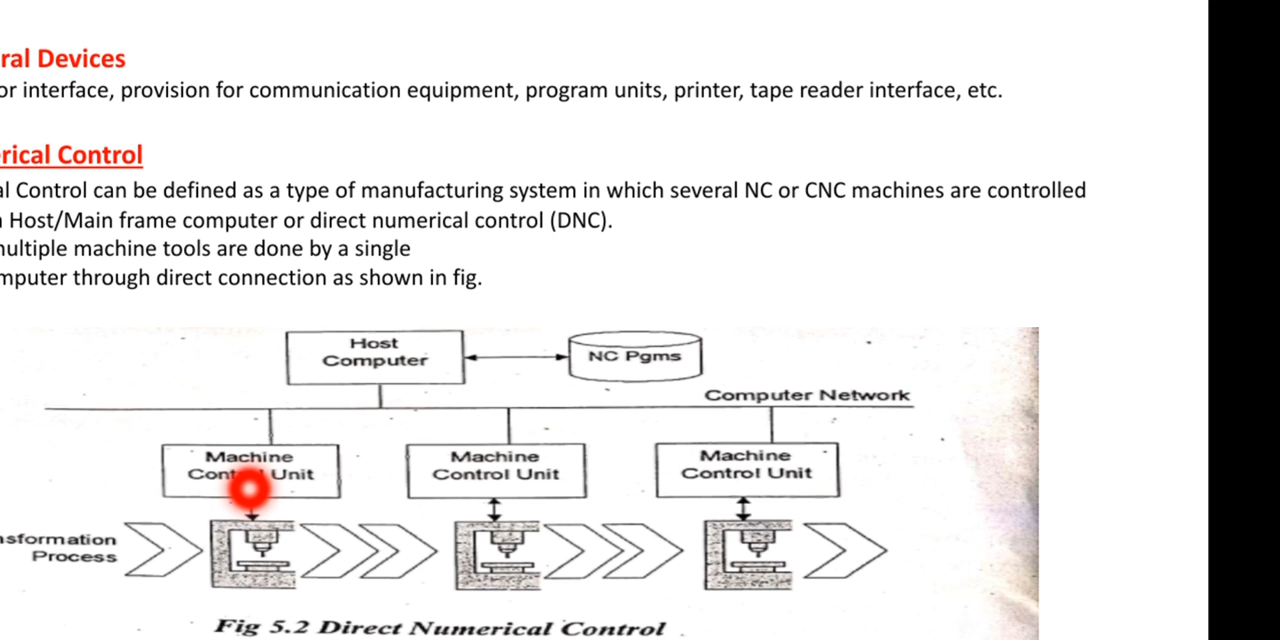 ral Devices
or interface, provision for communication equipment, program units, printer, tape reader interface, etc.
rical Control
al Control can be defined as a type of manufacturing system in which several NC or CNC machines are controlled
Host/Main frame computer or direct numerical control (DNC).
multiple machine tools are done by a single
mputer through direct connection as shown in fig.
Host
Computer
NC Pgms
Computer Network
Machine
Unit
Machine
Control Unit
Machine
Control Unit
sformation
Process
Fig 5.2 Direct Numerical Control